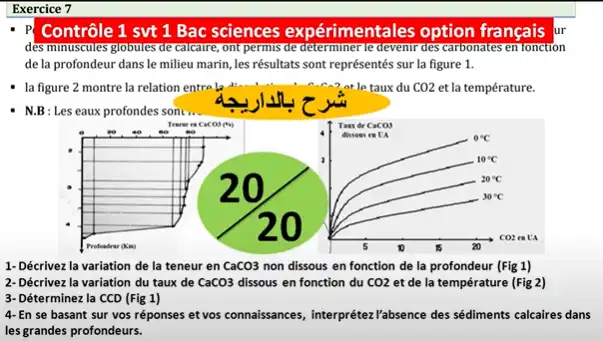 Exercice 7
Contrôle 1 svt 1 Bac sciences expérimentales option français
des minuscules globules de calcaire, ont permis de déterminer le devenir des carbonates en fonction
de la profondeur dans le milieu marin, les résultats sont représentés sur la figure 1.
la figure 2 montre la relation entre le taux du CO2 et la température.
شرح بالداريجة
N.B : Les eaux profondes sont
Teneur en CaCO3 (%)
0 20 40 60 80
Profondeur (Km)
20/20
Taux de CaCO3
dissous en UA
4
0 °C
10 °C
20 °C
30 °C
5 10 15 20
CO2 en UA
1- Décrivez la variation de la teneur en CaCO3 non dissous en fonction de la profondeur (Fig 1)
2- Décrivez la variation du taux de CaCO3 dissous en fonction du CO2 et de la température (Fig 2)
3- Déterminez la CCD (Fig 1)
4- En se basant sur vos réponses et vos connaissances, interprétez l'absence des sédiments calcaires dans
les grandes profondeurs.